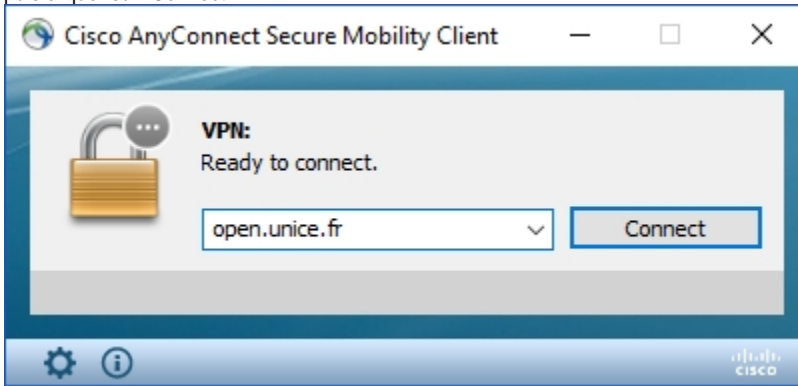 Cisco AnyConnect Secure Mobility Client
VPN:
Ready to connect.
open.unice.fr
Connect
CISCO